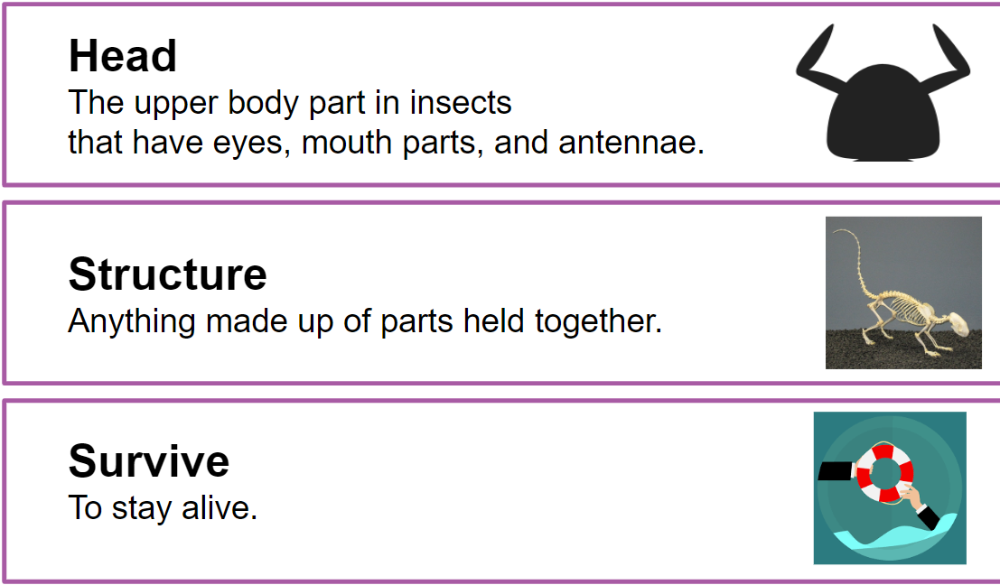 Head
The upper body part in insects
that have eyes, mouth parts, and antennae.
Structure
Anything made up of parts held together.
Survive
To stay alive.